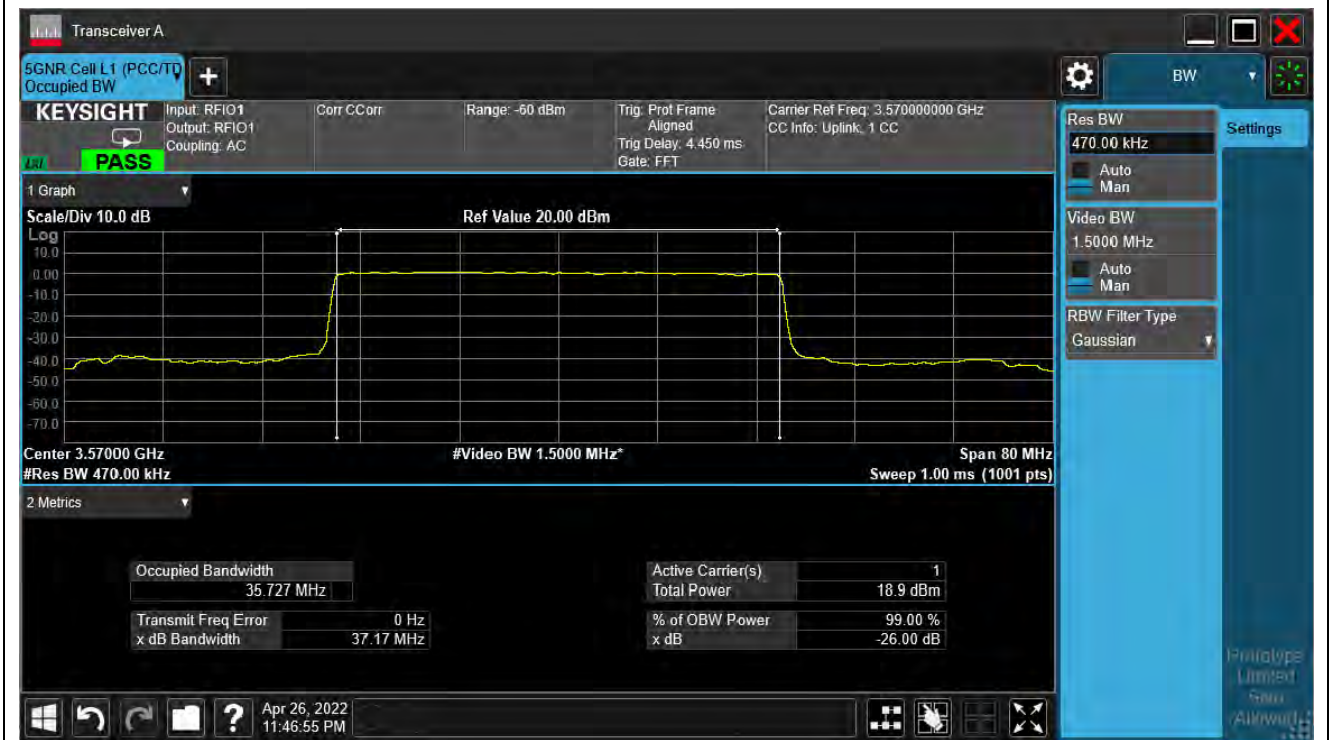 Transceiver A
5GNR Cell L1 (PCC/TD
Occupied BW
+
BW
KEYSIGHT
PASS
Input: RFIO1
Output: RFIO1
Coupling: AC
Corr CCorr
Range: -60 dBm
Trig: Prot Frame
Aligned
Trig Delay: 4.450 ms
Gate: FFT
Carrier Ref Freq: 3.570000000 GHz
CC Info: Uplink, 1 CC
Res BW
470.00 kHz
Auto
Man
Video BW
1.5000 MHz
Auto
Man
RBW Filter Type
Gaussian
Settings
1 Graph
Scale/Div 10.0 dB
Ref Value 20.00 dBm
Log
10.0
0.00
-10.0
-20.0
-30.0
-40.0
-50.0
-60.0
-70.0
Center 3.57000 GHz
#Video BW 1.5000 MHz*
Span 80 MHz
#Res BW 470.00 kHz
Sweep 1.00 ms (1001 pts)
2 Metrics
Occupied Bandwidth
35.727 MHz
Transmit Freq Error 0 Hz
x dB Bandwidth 37.17 MHz
Active Carrier(s) 1
Total Power 18.9 dBm
% of OBW Power 99.00 %
x dB -26.00 dB
Prototype
Limited
?
Apr 26, 2022
11:46:55 PM